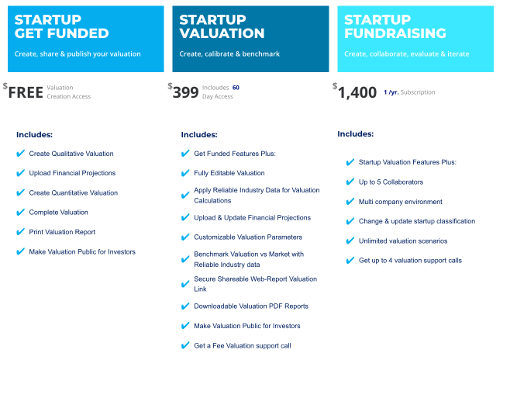 STARTUP
GET FUNDED
Create, share & publish your valuation
$FREE Valuation
Creation Access
Includes:
Create Qualitative Valuation
Upload Financial Projections
Create Quantitative Valuation
Complete Valuation
Print Valuation Report
Make Valuation Public for Investors
STARTUP
VALUATION
Create, calibrate & benchmark
$399 Incloudes 60
Day Access
Includes:
Get Funded Features Plus:
Fully Editable Valuation
Apply Reliable Industry Data for Valuation
Calculations
Upload & Update Financial Projections
Customizable Valuation Parameters
Benchmark Valuation vs Market with
Reliable Industry data
Secure Shareable Web-Report Valuation
Link
Downloadable Valuation PDF Reports
Make Valuation Public for Investors
Get a Fee Valuation support call
STARTUP
FUNDRAISING
Create, collaborate, evaluate & iterate
$1,400 1 /yr. Subscription
Includes:
Startup Valuation Features Plus:
Up to 5 Collaborators
Multi company environment
Change & update startup classification
Unlimited valuation scenarios
Get up to 4 valuation support calls